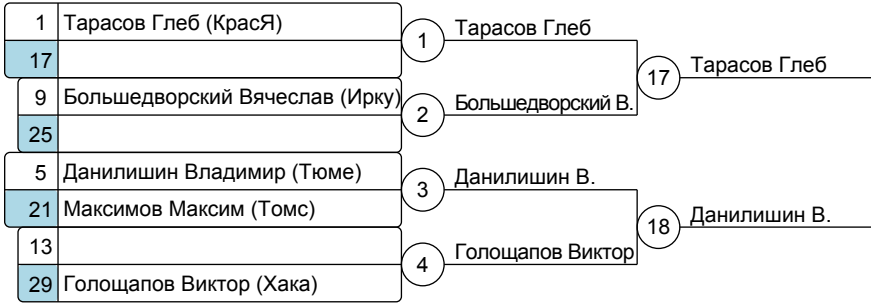 1 Тарасов Глеб (КрасЯ)
17
1 Тарасов Глеб
9 Большедворский Вячеслав (Ирку)
25
2 Большедворский В.
17 Тарасов Глеб
5 Данилишин Владимир (Тюме)
21 Максимов Максим (Томс)
3 Данилишин В.
13
29 Голощапов Виктор (Хака)
4 Голощапов Виктор
18 Данилишин В.